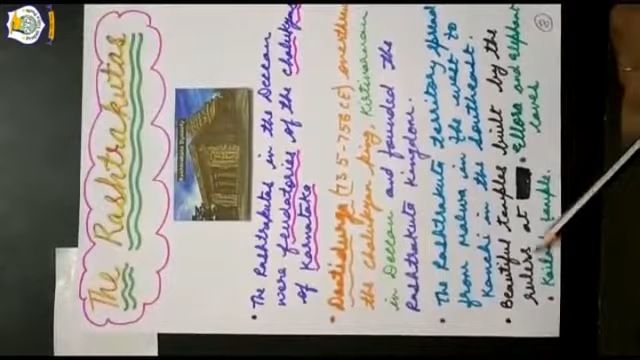 The Rashtrakutas
• The Rashtrakutas in the Deccan
were feudatories of the Chalukyas
of Karnataka
• Dantidurga (735-756 CE) overthrew
the Chalukyan king, Kirtivarman
in Deccan and founded the
Rashtrakuta Kingdom.
• The Rashtrakuta territory spread
from Malwa in the west to
Kanchi in the Southeast.
• Beautiful temples built by the
rulers at • Ellora and Elephant
caves
• temple.
2